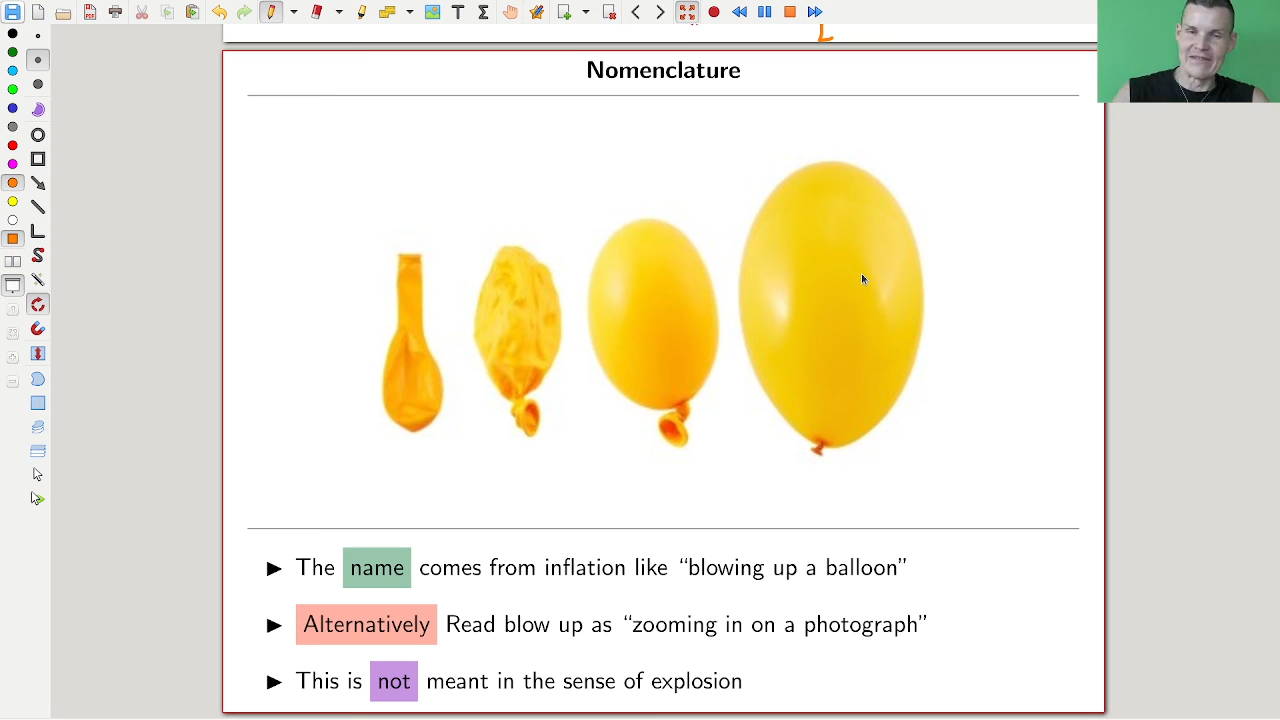 Nomenclature
▶ The name comes from inflation like “blowing up a balloon”
▶ Alternatively Read blow up as “zooming in on a photograph”
▶ This is not meant in the sense of explosion